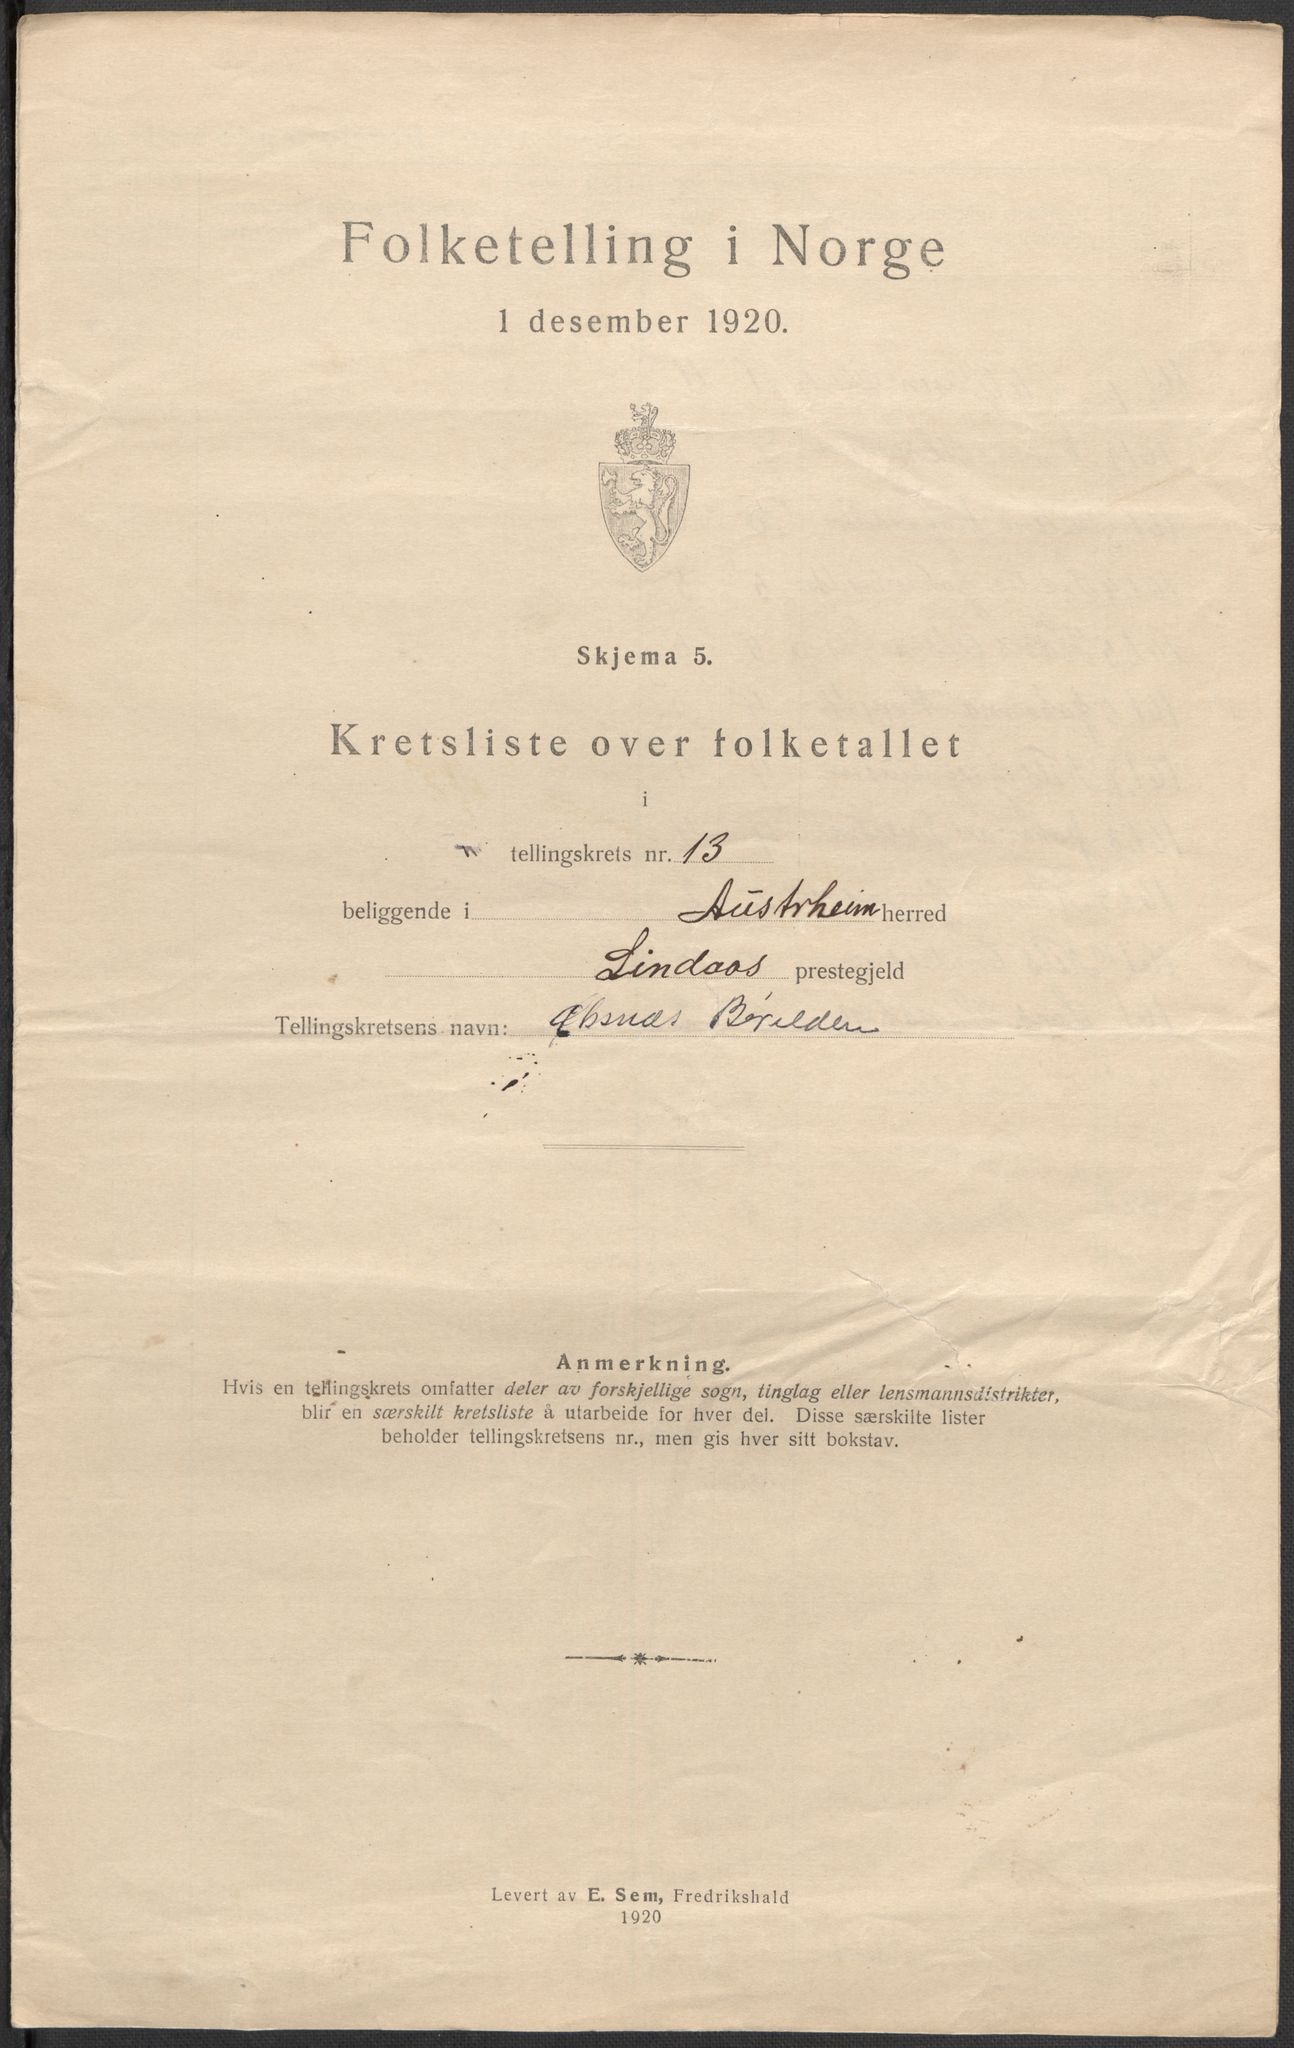 Folketelling i Norge
1 desember 1920.
Skjema 5.
Kretsliste over folketallet
i
tellingskrets nr. 13
beliggende i Austrheim herred
Lindaas prestegjeld
Tellingskretsens navn:
Anmerkning.
Hvis en tellingskrets omfatter deler av forskjellige sogn, tinglag eller lensmannsdistrikter,
blir en særskilt kretsliste å utarbeide for hver del. Disse særskilte lister
beholder tellingskretsens nr., men gis hver sitt bokstav.
Levert av E. Sem, Fredrikshald
1920